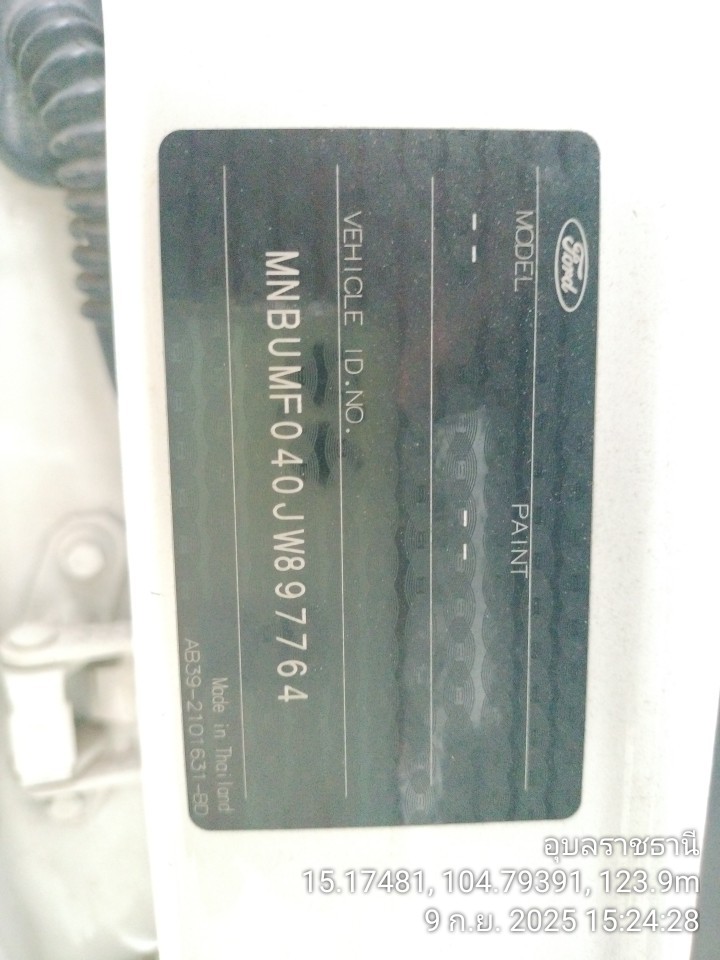 Ford
MODEL PAINT
-- --
VEHICLE ID.NO.
MNBUMF040JW897764
Made in Thailand
AB39-2101631-BD
อุบลราชธานี
15.17481, 104.79391, 123.9m
9 ก.ย. 2025 15:24:28